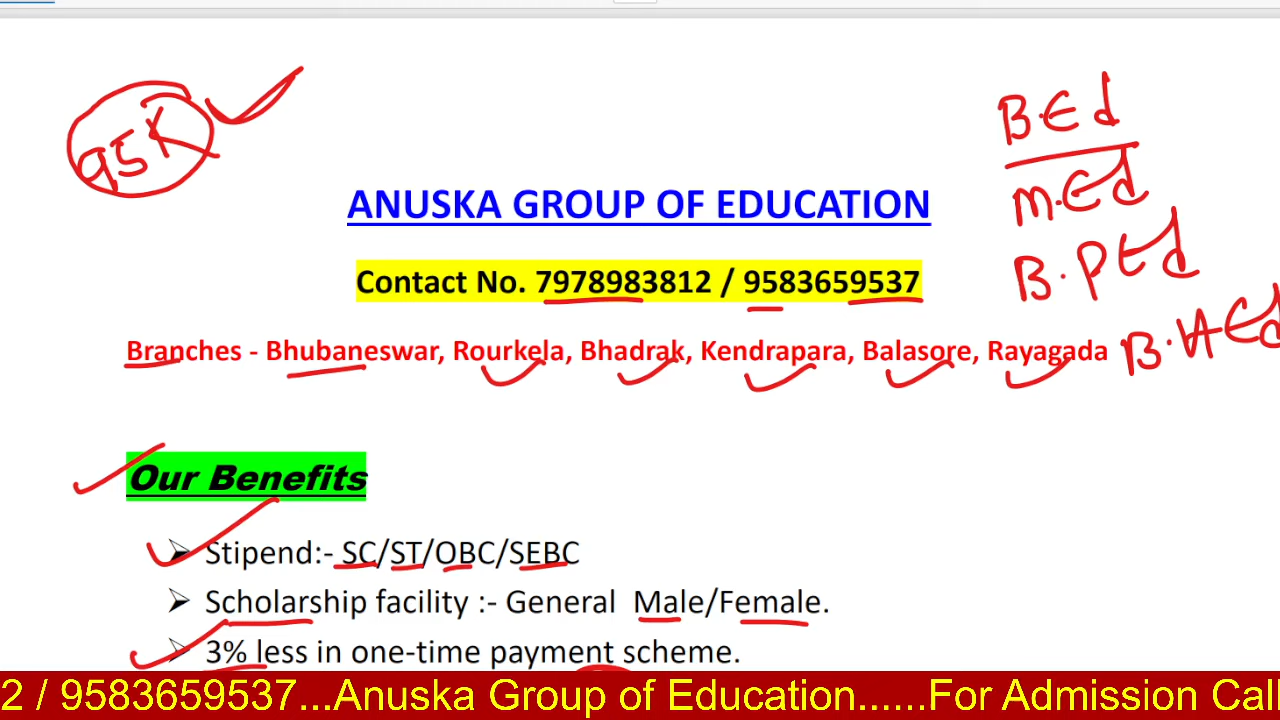 95K
B.Ed
M.Ed
B.PEd
B.HEd
ANUSKA GROUP OF EDUCATION
Contact No. 7978983812 / 9583659537
Branches - Bhubaneswar, Rourkela, Bhadrak, Kendrapara, Balasore, Rayagada
Our Benefits
➢ Stipend:- SC/ST/OBC/SEBC
➢ Scholarship facility :- General Male/Female.
➢ 3% less in one-time payment scheme.
2 / 9583659537...Anuska Group of Education......For Admission Call